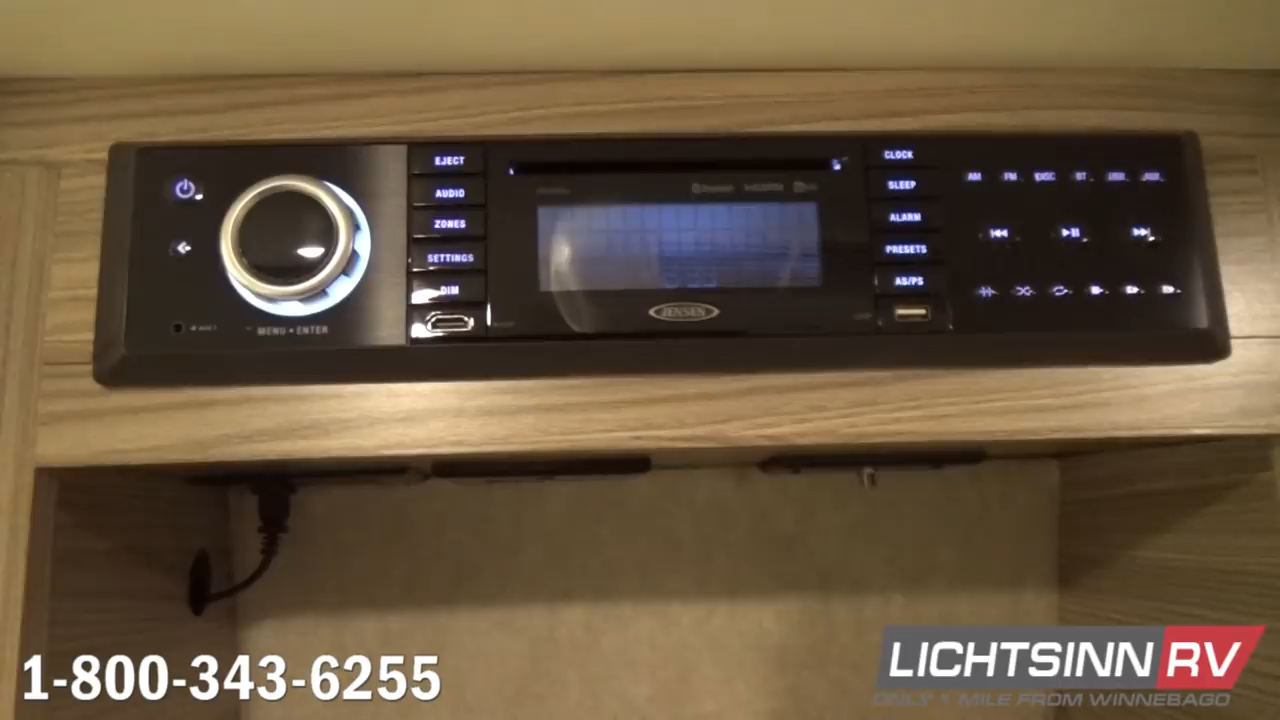 EJECT
AUDIO
ZONES
SETTINGS
DIM
MENU • ENTER
JENSEN
CLOCK
SLEEP
ALARM
PRESETS
AS/PS
AM FM DISC BT USB AUX
1-800-343-6255
LICHTSINN RV
ONLY 1 MILE FROM WINNEBAGO